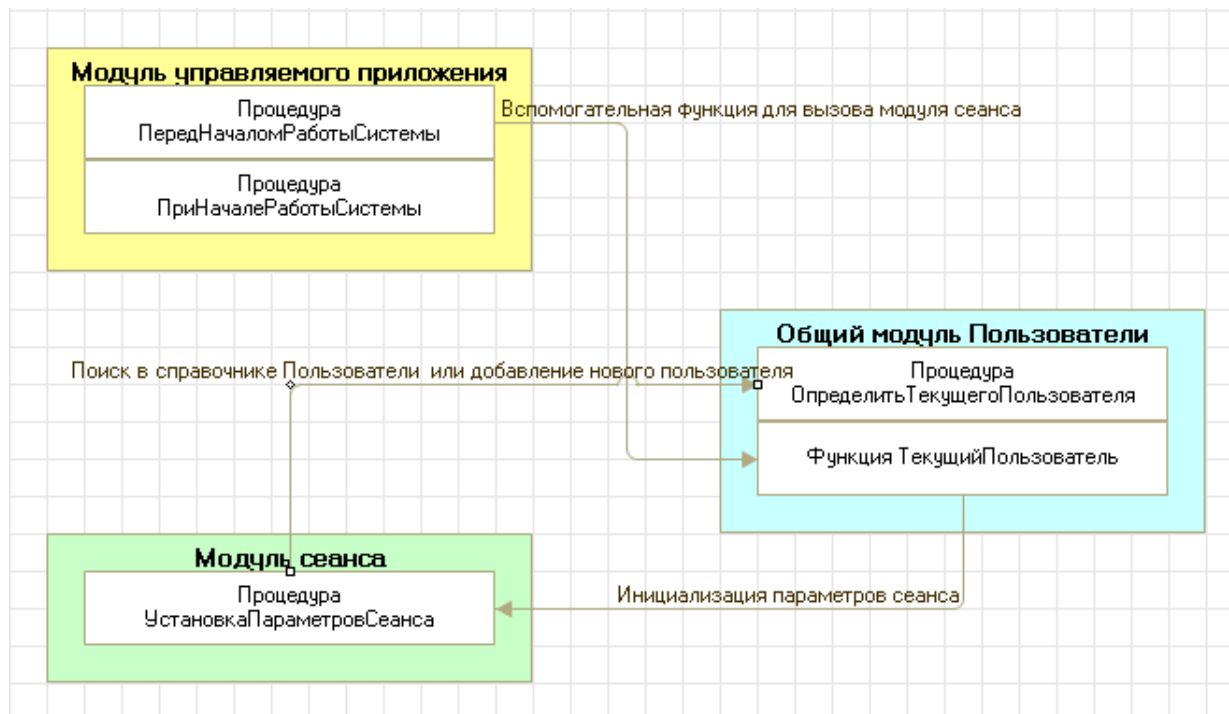 Модуль управляемого приложения
Процедура
ПередНачаломРаботыСистемы
Вспомогательная функция для вызова модуля сеанса
Процедура
ПриНачалеРаботыСистемы
Общий модуль Пользователи
Поиск в справочнике Пользователи или добавление нового пользователя
Процедура
ОпределитьТекущегоПользователя
Функция ТекущийПользователь
Модуль сеанса
Процедура
УстановкаПараметровСеанса
Инициализация параметров сеанса